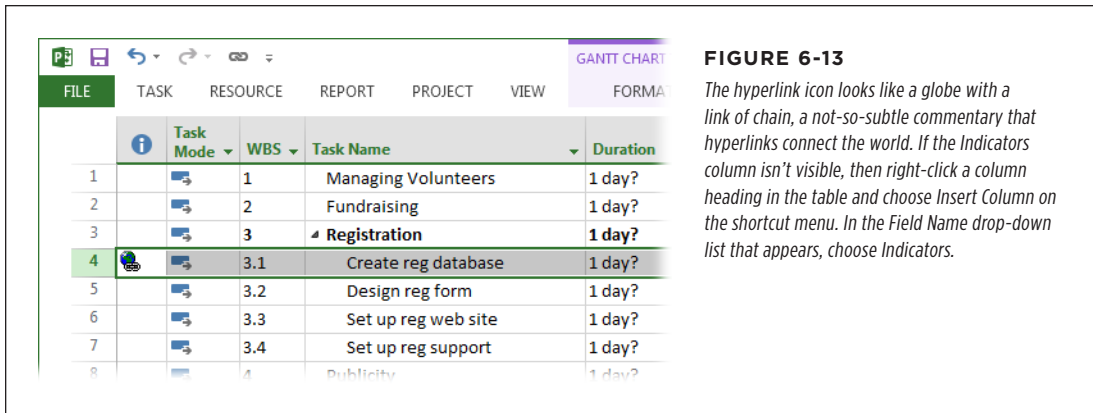 GANTT CHART
FILE TASK RESOURCE REPORT PROJECT VIEW FORMA
Task Mode WBS Task Name Duration
1 1 Managing Volunteers 1 day?
2 2 Fundraising 1 day?
3 3 Registration 1 day?
4 3.1 Create reg database 1 day?
5 3.2 Design reg form 1 day?
6 3.3 Set up reg web site 1 day?
7 3.4 Set up reg support 1 day?
8 4 Publicity 1 day?
FIGURE 6-13
The hyperlink icon looks like a globe with a
link of chain, a not-so-subtle commentary that
hyperlinks connect the world. If the Indicators
column isn’t visible, then right-click a column
heading in the table and choose Insert Column on
the shortcut menu. In the Field Name drop-down
list that appears, choose Indicators.